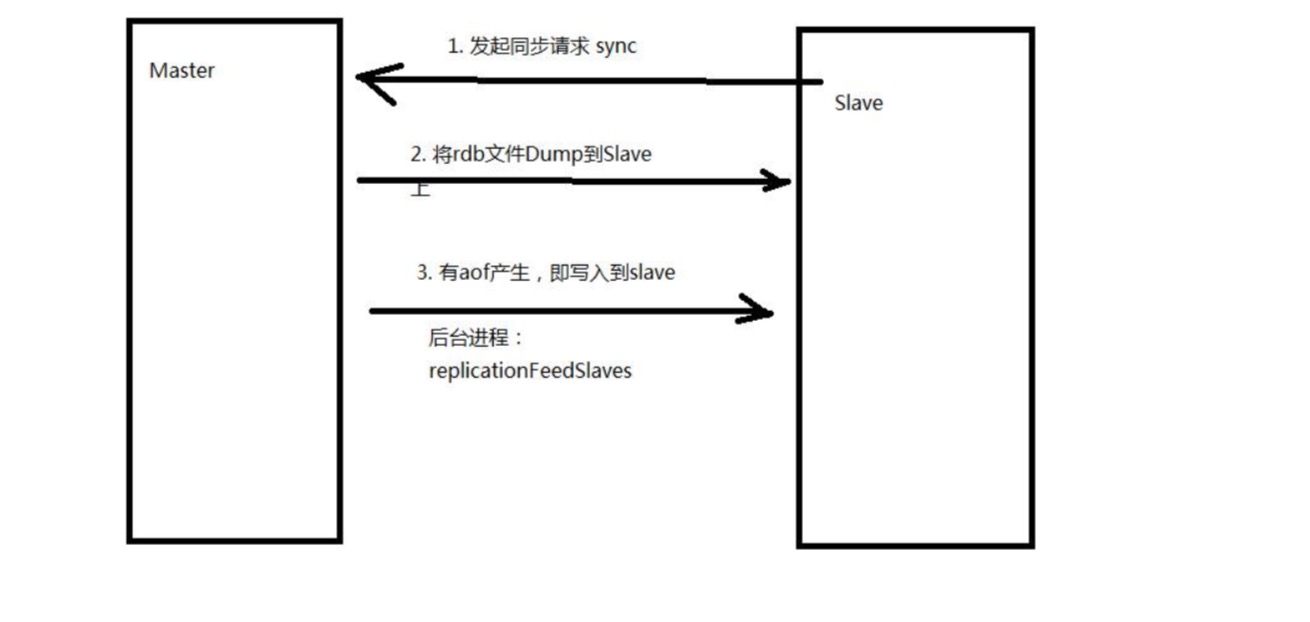 Master
1. 发起同步请求 sync
Slave
2. 将rdb文件Dump到Slave
上
3. 有aof产生，即写入到slave
后台进程：
replicationFeedSlaves